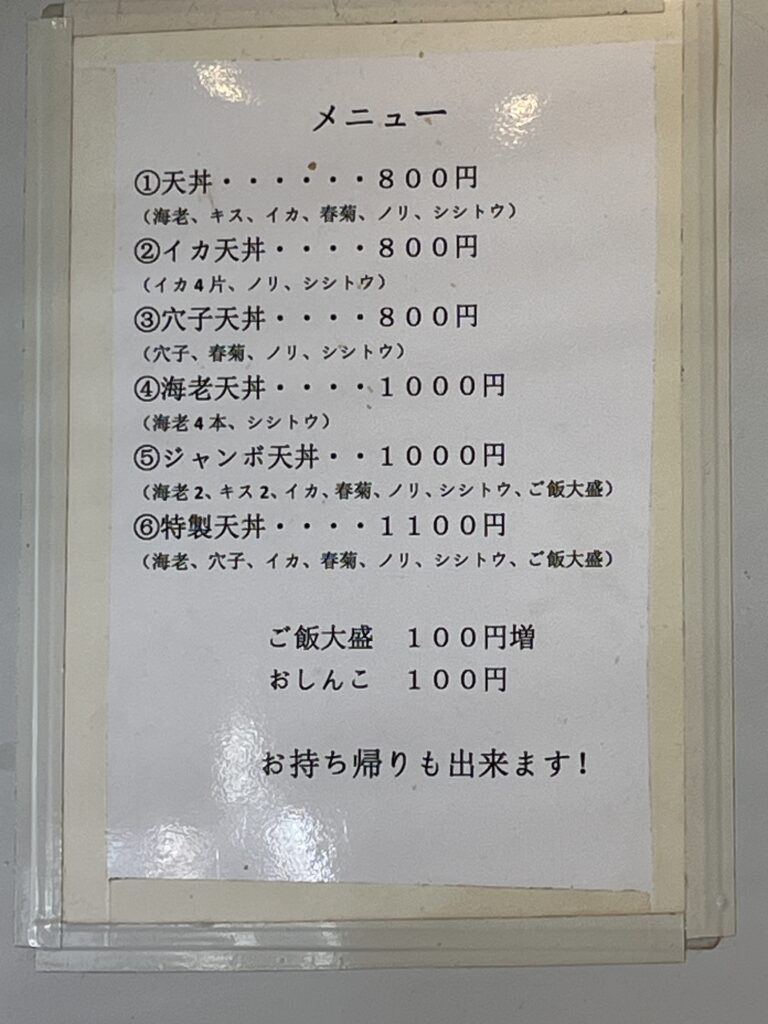 メニュー
①天丼・・・・・・８００円
（海老、キス、イカ、春菊、ノリ、シシトウ）
②イカ天丼・・・・８００円
（イカ4片、ノリ、シシトウ）
③穴子天丼・・・・８００円
（穴子、春菊、ノリ、シシトウ）
④海老天丼・・・・１０００円
（海老4本、シシトウ）
⑤ジャンボ天丼・・１０００円
（海老2、キス2、イカ、春菊、ノリ、シシトウ、ご飯大盛）
⑥特製天丼・・・・１１００円
（海老、穴子、イカ、春菊、ノリ、シシトウ、ご飯大盛）
ご飯大盛　１００円増
おしんこ　１００円
お持ち帰りも出来ます!